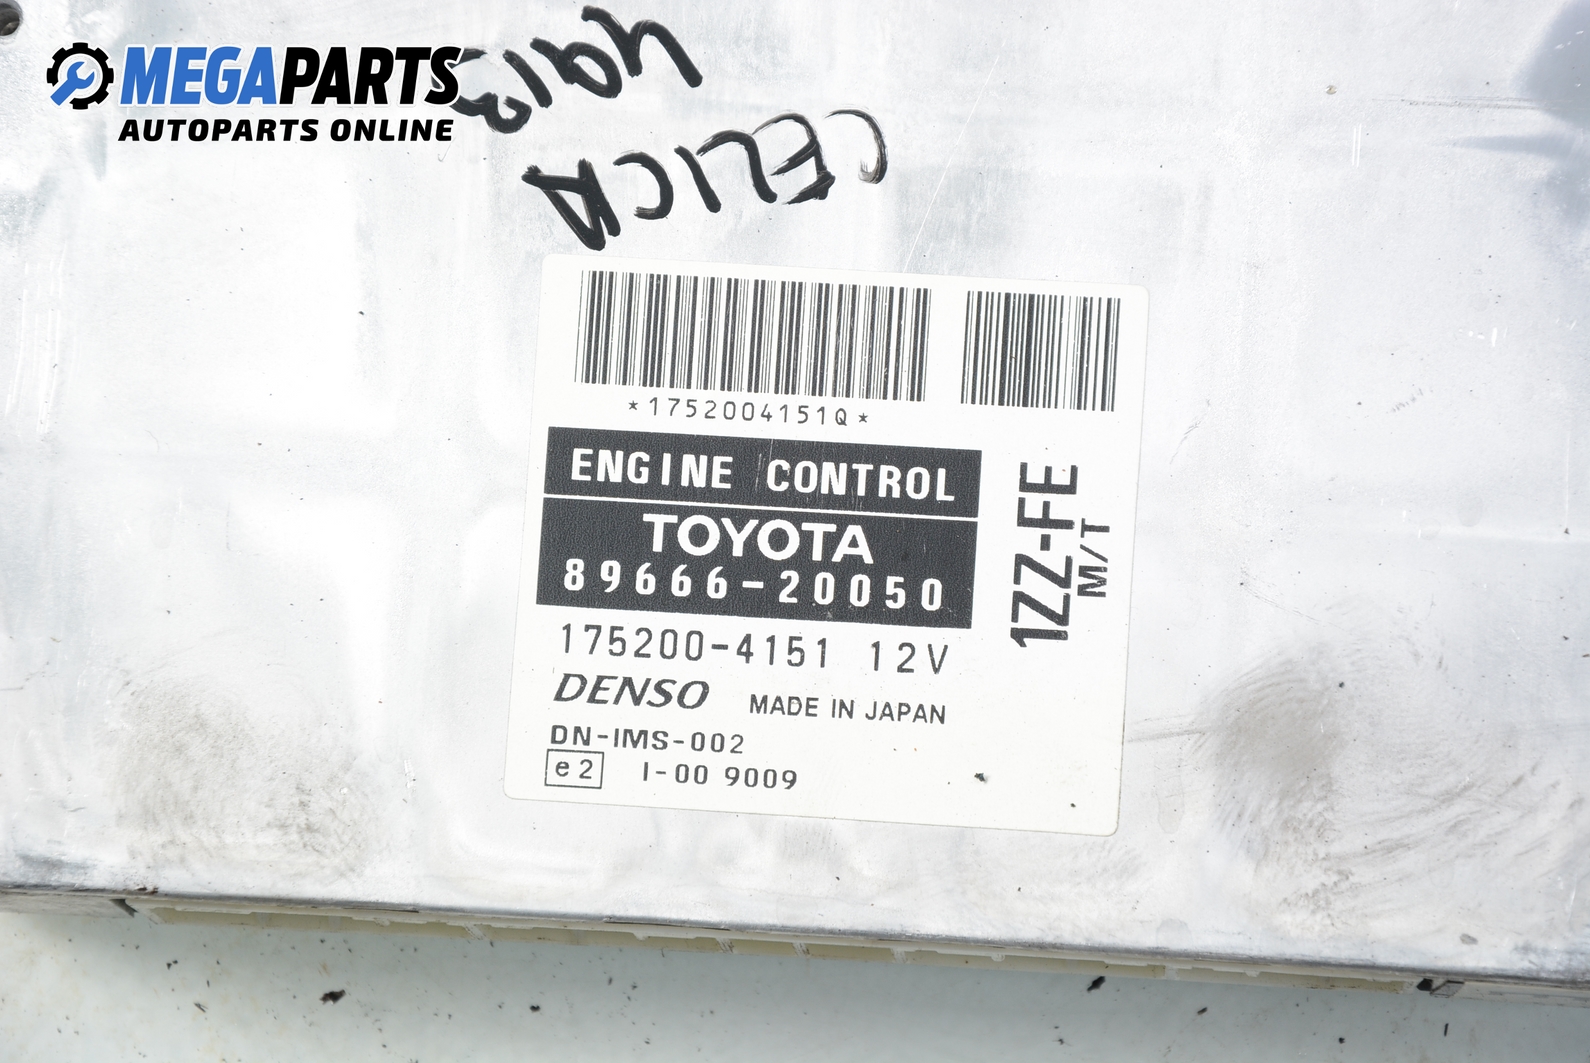 MEGAPARTS
AUTOPARTS ONLINE
CELICA
*1752004151Q*
ENGINE CONTROL
TOYOTA
89666-20050
175200-4151 12V
DENSO MADE IN JAPAN
DN-IMS-002
e2 I-00 9009
1ZZ-FE
M/T